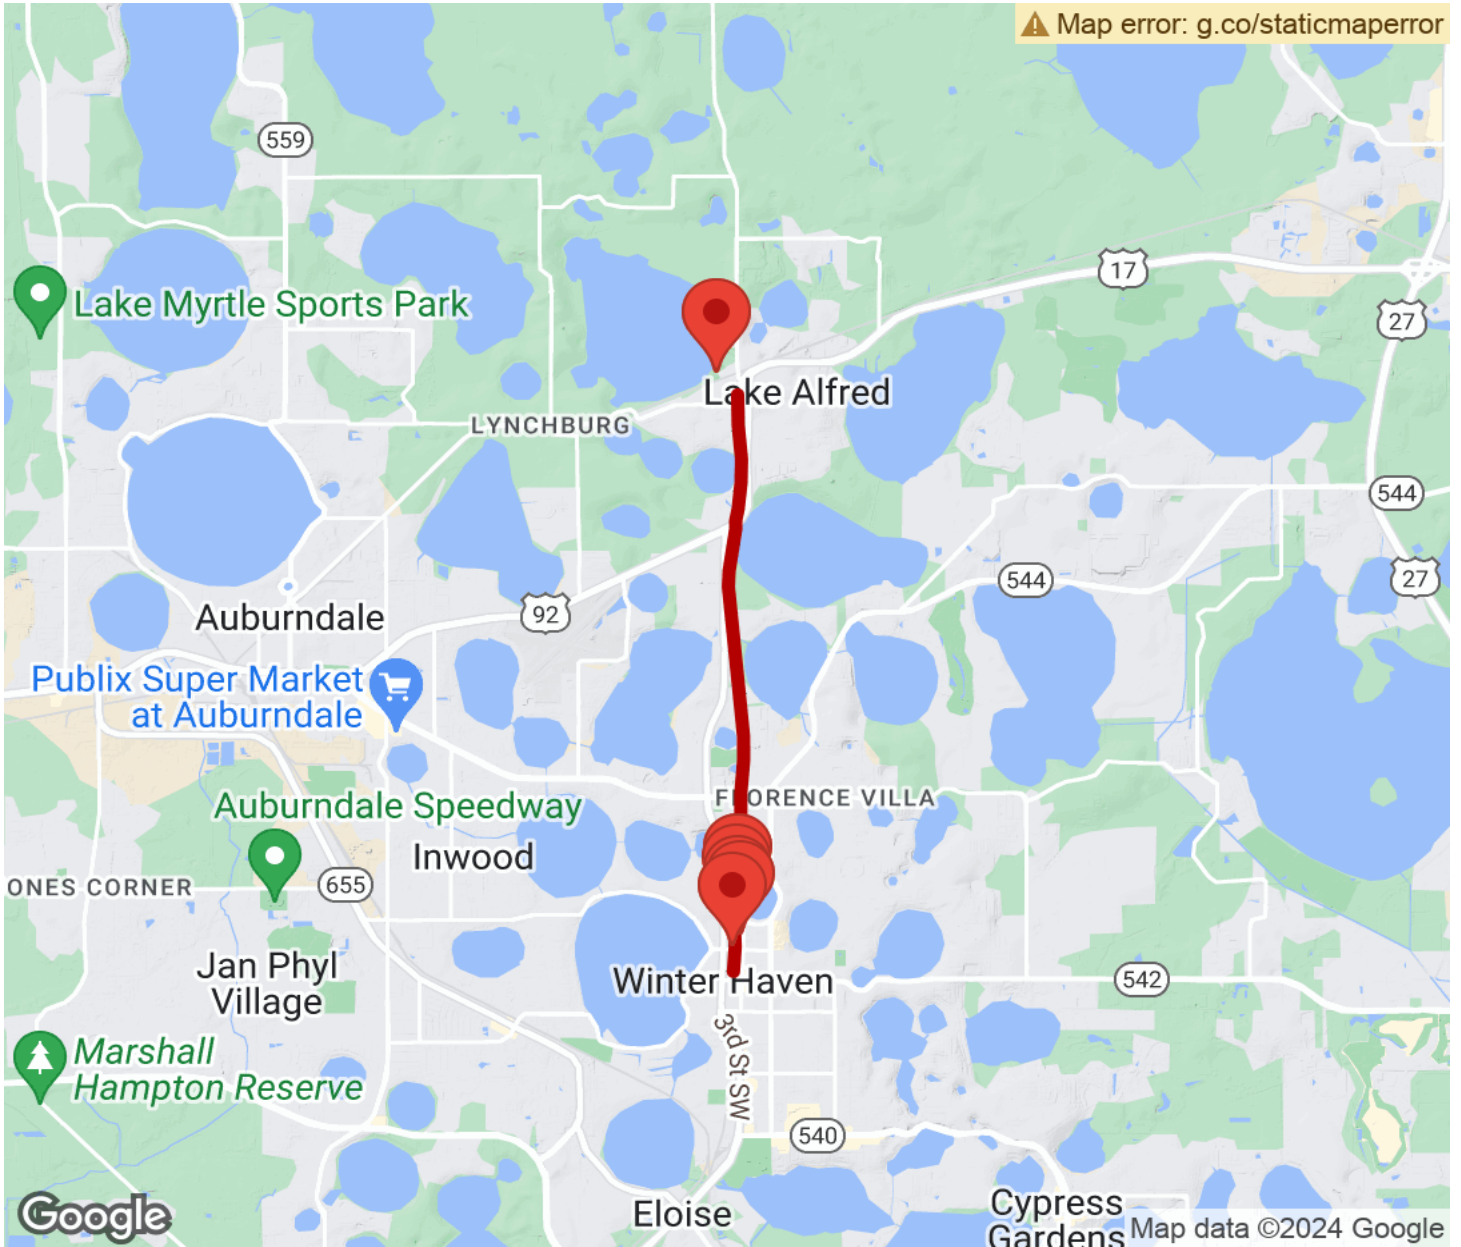 Map error: g.co/staticmaperror
559
17
27
Lake Myrtle Sports Park
Lake Alfred
LYNCHBURG
544
544
27
92
Auburndale
Publix Super Market
at Auburndale
FLORENCE VILLA
Auburndale Speedway
Inwood
ONES CORNER
655
Jan Phyl
Village
Winter Haven
542
3rd St SW
Marshall
Hampton Reserve
540
Eloise
Cypress
Gardens
Google
Map data ©2024 Google